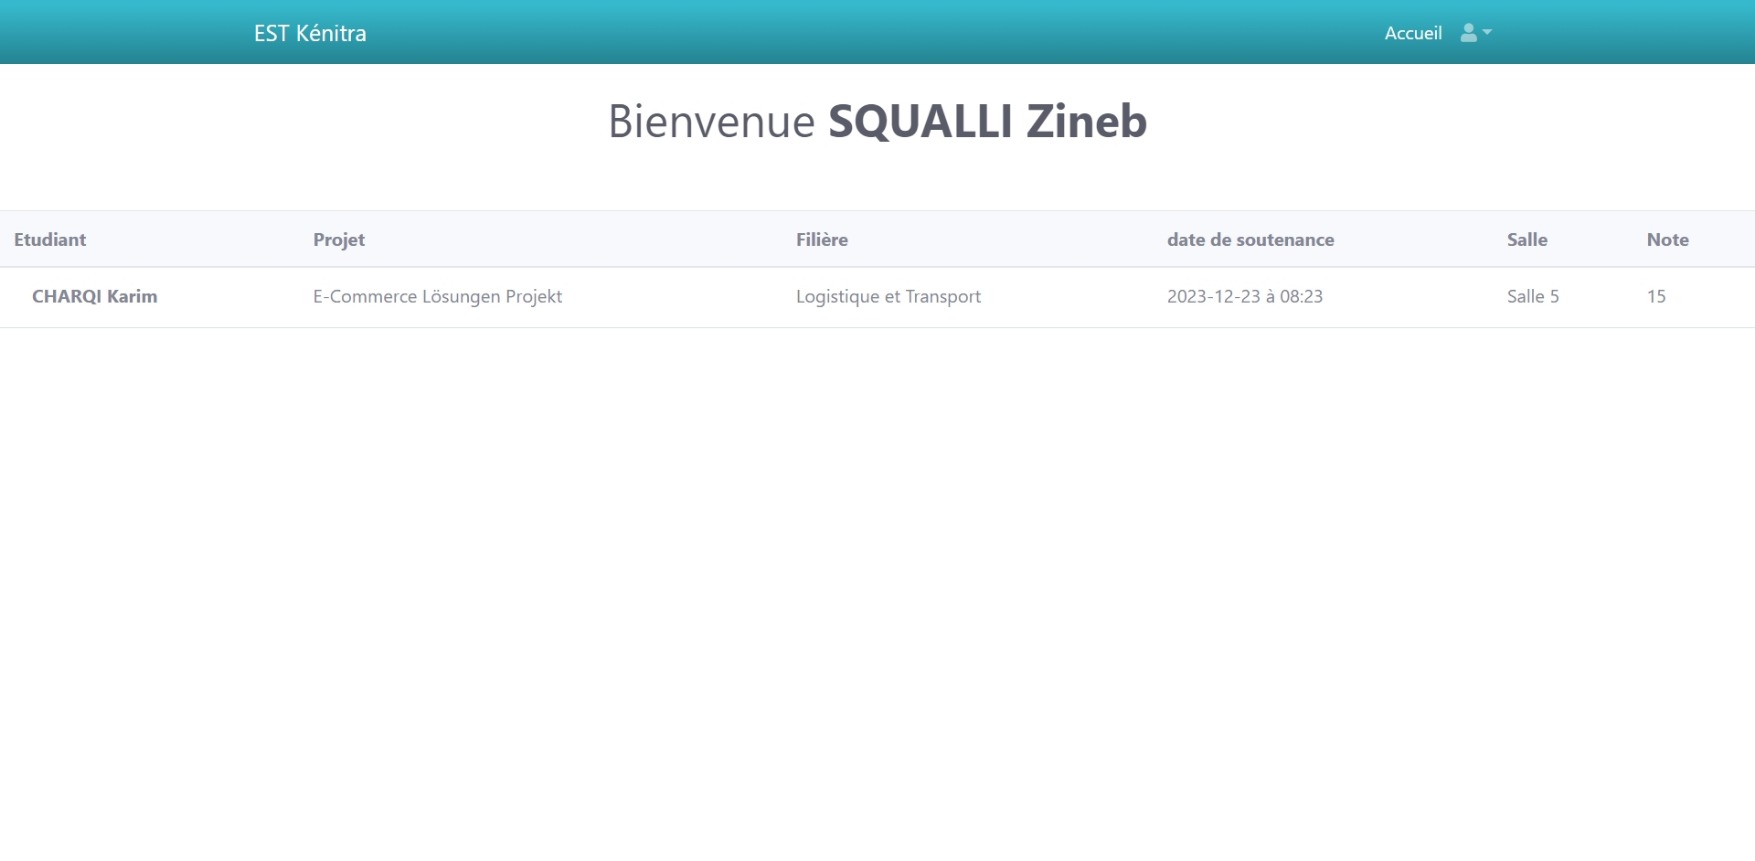 EST Kénitra Accueil
Bienvenue SQUALLI Zineb
Etudiant Projet Filière date de soutenance Salle Note
CHARQI Karim E-Commerce Lösungen Projekt Logistique et Transport 2023-12-23 à 08:23 Salle 5 15